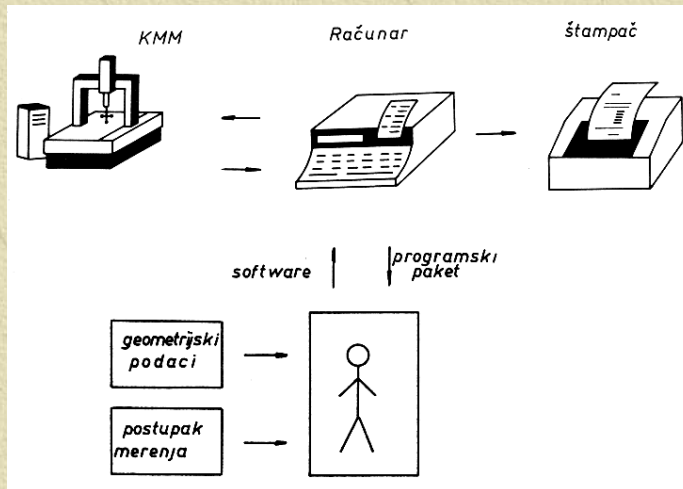 KMM
Računar
štampač
software
programski
paket
geometrijski
podaci
postupak
merenja